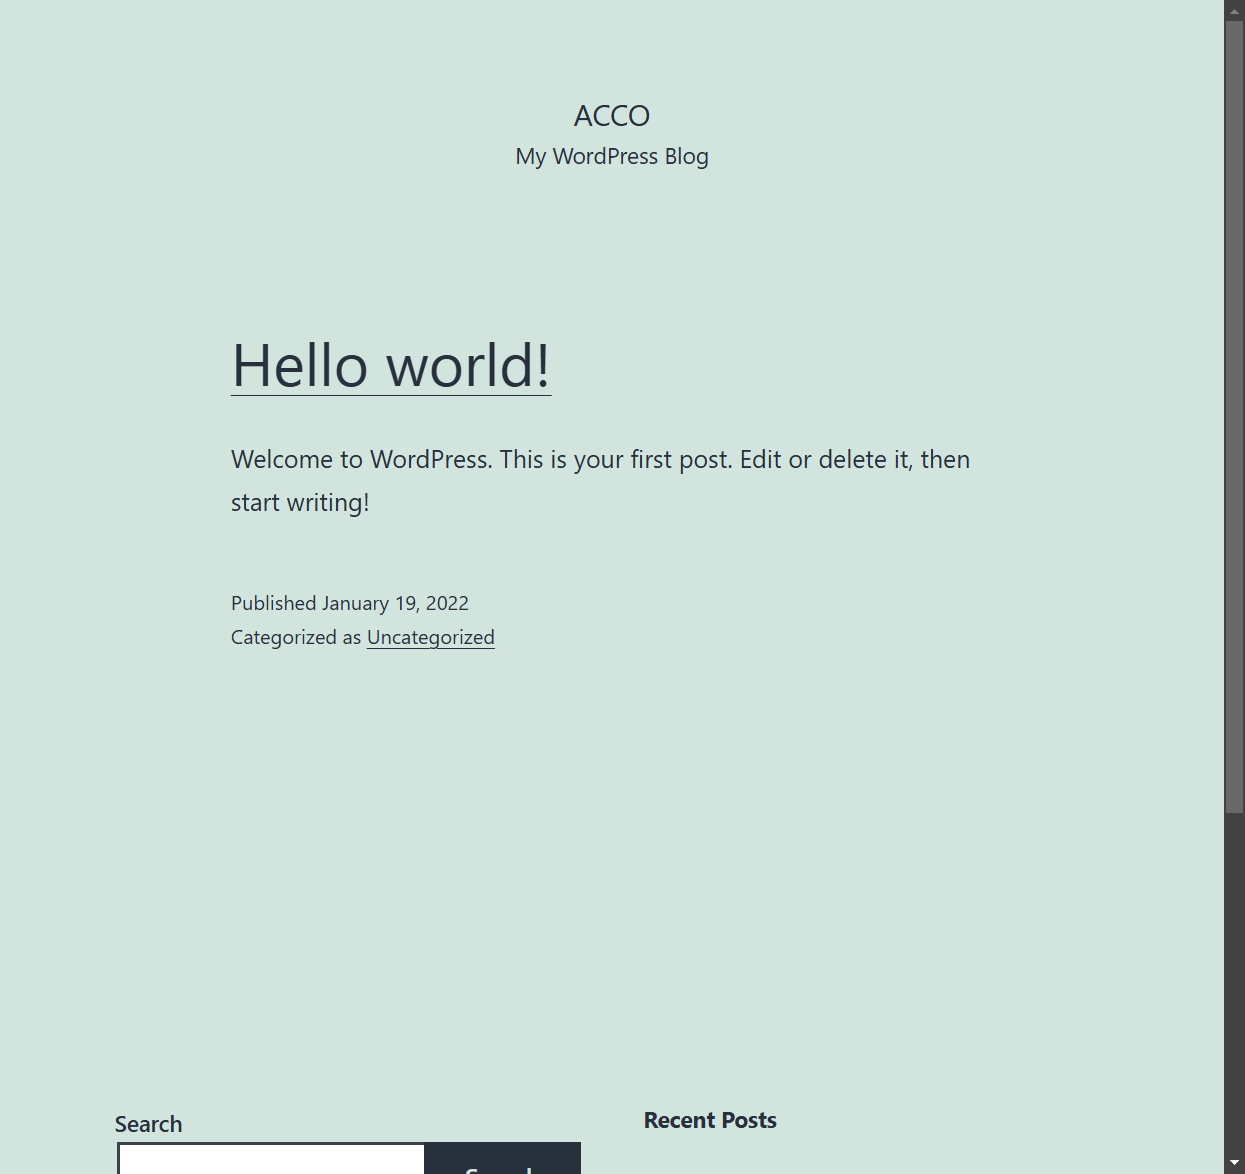 ACCO
My WordPress Blog
Hello world!
Welcome to WordPress. This is your first post. Edit or delete it, then
start writing!
Published January 19, 2022
Categorized as Uncategorized
Search
Recent Posts
Search